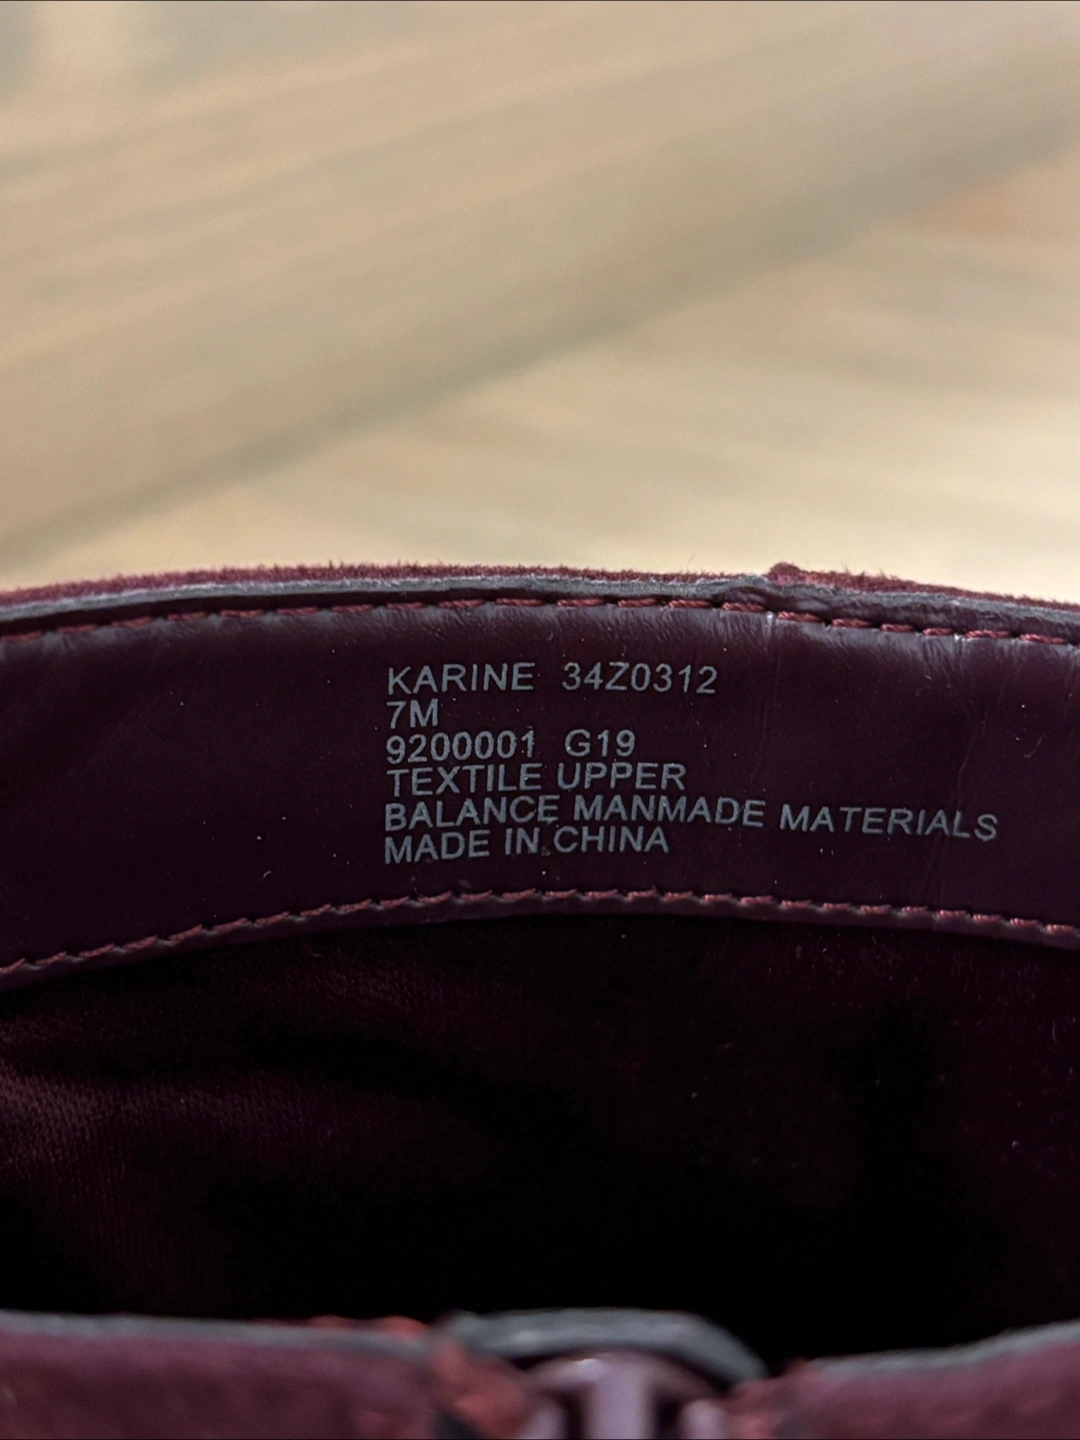 KARINE 34Z0312
7M
9200001 G19
TEXTILE UPPER
BALANCE MANMADE MATERIALS
MADE IN CHINA